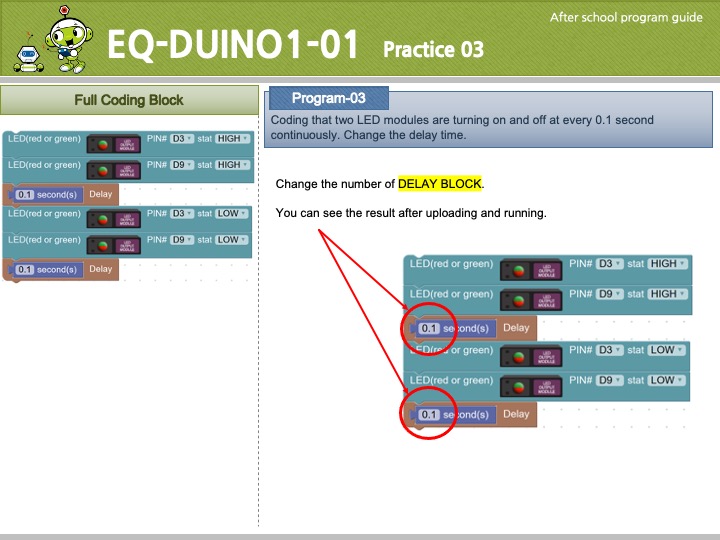 After school program guide
EQ-DUINO1-01 Practice 03
Full Coding Block
LED(red or green) LED OUTPUT MODULE PIN# D3 stat HIGH
LED(red or green) LED OUTPUT MODULE PIN# D9 stat HIGH
0.1 second(s) Delay
LED(red or green) LED OUTPUT MODULE PIN# D3 stat LOW
LED(red or green) LED OUTPUT MODULE PIN# D9 stat LOW
0.1 second(s) Delay
Program-03
Coding that two LED modules are turning on and off at every 0.1 second
continuously. Change the delay time.
Change the number of DELAY BLOCK.
You can see the result after uploading and running.
LED(red or green) LED OUTPUT MODULE PIN# D3 stat HIGH
LED(red or green) LED OUTPUT MODULE PIN# D9 stat HIGH
0.1 second(s) Delay
LED(red or green) LED OUTPUT MODULE PIN# D3 stat LOW
LED(red or green) LED OUTPUT MODULE PIN# D9 stat LOW
0.1 second(s) Delay